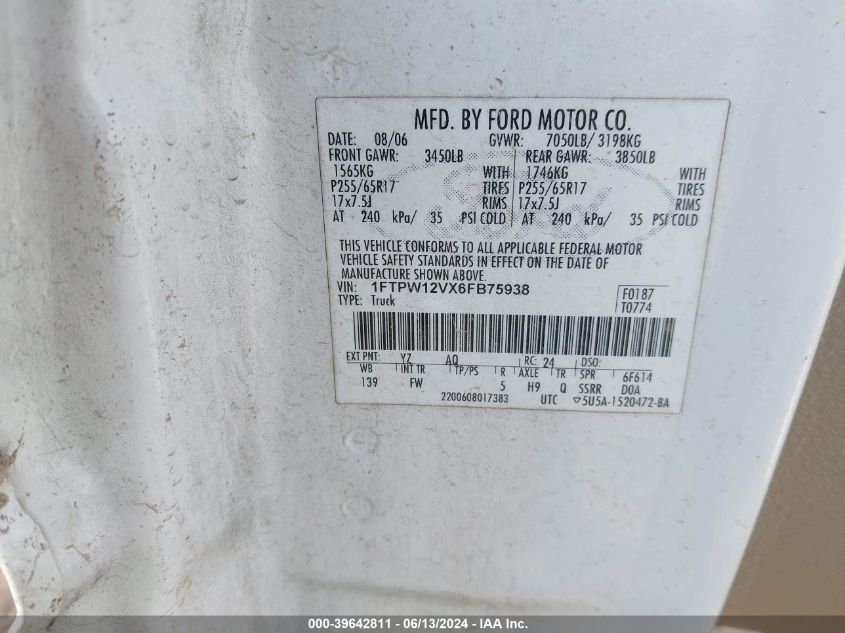 MFD. BY FORD MOTOR CO.
DATE: 08/06 GVWR: 7050LB/ 3198KG
FRONT GAWR: 3450LB REAR GAWR: 3850LB
1565KG WITH 1746KG WITH
P255/65R17 TIRES P255/65R17 TIRES
17x7.5J RIMS 17x7.5J RIMS
AT 240 kPa/ 35 PSI COLD AT 240 kPa/ 35 PSI COLD
THIS VEHICLE CONFORMS TO ALL APPLICABLE FEDERAL MOTOR
VEHICLE SAFETY STANDARDS IN EFFECT ON THE DATE OF
MANUFACTURE SHOWN ABOVE.
VIN: 1FTPW12VX6FB75938 F0187
TYPE: Truck T0774
EXT PNT: YZ AQ RC: 24 DSO:
WB INT TR TP/PS R AXLE TR SPR 6F614
139 FW 5 H9 Q SSRR DOA
2200608017383 UTC ▽5U5A-1520472-BA
000-39642811 - 06/13/2024 - IAA Inc.